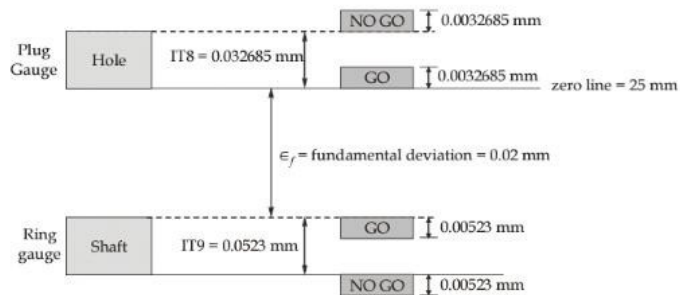 NO GO
0.0032685 mm
Plug
Gauge
Hole
IT8 = 0.032685 mm
GO
0.0032685 mm
zero line = 25 mm
∈f = fundamental deviation = 0.02 mm
Ring
gauge
Shaft
IT9 = 0.0523 mm
GO
0.00523 mm
NO GO
0.00523 mm